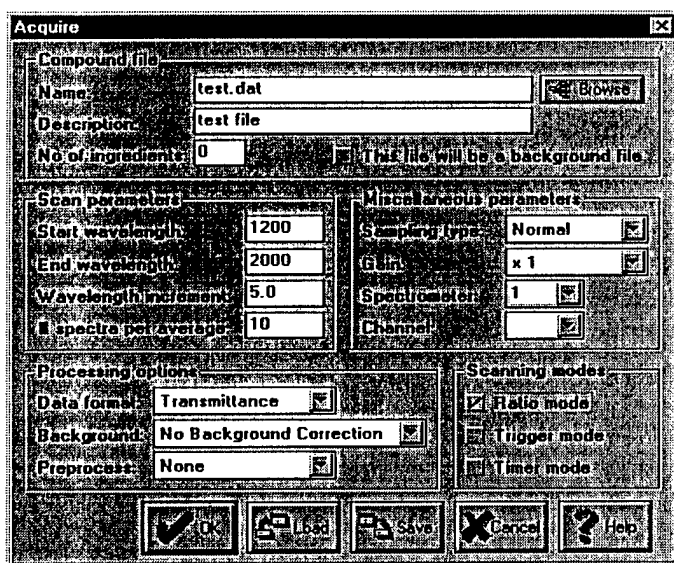 Acquire
Compound file
Name: test.dat Browse
Description: test file
No of ingredients: 0 This file will be a background file.
Scan parameters
Start wavelength: 1200
End wavelength: 2000
Wavelength increment: 5.0
# spectra per average: 10
Miscellaneous parameters
Sampling type: Normal
Gain: x 1
Spectrometer: 1
Channel:
Processing options
Data format: Transmittance
Background: No Background Correction
Preprocess: None
Scanning modes
Ratio mode
Trigger mode
Timer mode
OK Load Save Cancel Help